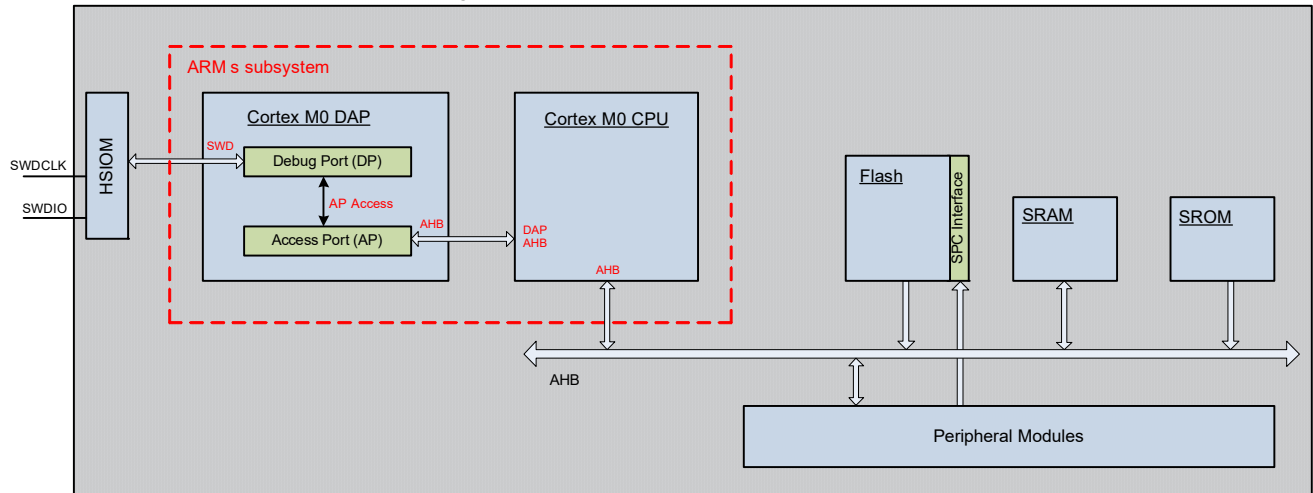 ARM s subsystem
Cortex M0 DAP
Cortex M0 CPU
SWDCLK
SWDIO
HSIOM
SWD
Debug Port (DP)
AP Access
Access Port (AP)
AHB
DAP
AHB
AHB
Flash
SPC Interface
SRAM
SROM
AHB
Peripheral Modules